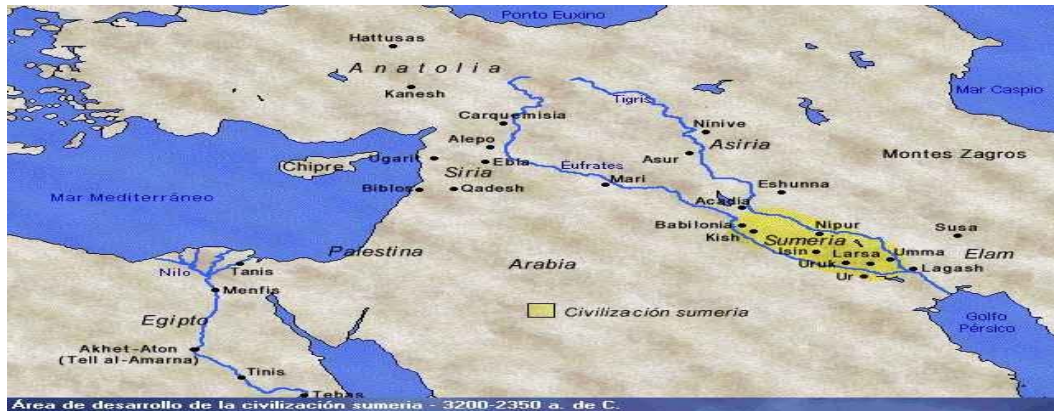 Ponto Euxino
Hattusas
Anatolia
Kanesh
Mar Caspio
Tigris
Carquemisia
Nínive
Alepo
Asiria
Asur
Montes Zagros
Chipre
Ugarit
Ebla
Siria
Éufrates
Mari
Eshunna
Biblos
Qadesh
Mar Mediterráneo
Acadia
Babilonia
Kish
Nipur
Sumeria
Susa
Palestina
Isin
Larsa
Umma
Elam
Arabia
Uruk
Lagash
Ur
Nilo
Tanis
Menfis
Civilización sumeria
Golfo
Pérsico
Egipto
Akhet-Aton
(Tell al-Amarna)
Tinis
Tebas
Área de desarrollo de la civilización sumeria - 3200-2350 a. de C.